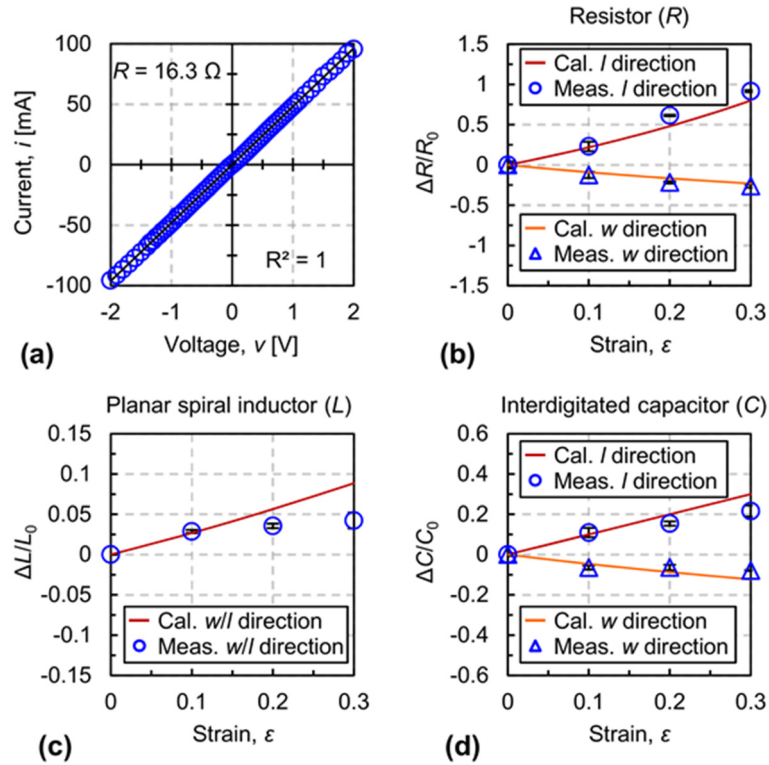 R = 16.3 Ω
R² = 1
100
50
0
-50
-100
-2
-1
0
1
2
Current, i [mA]
Voltage, v [V]
(a)
Resistor (R)
Cal. l direction
Meas. l direction
Cal. w direction
Meas. w direction
1.5
1
0.5
0
-0.5
-1
-1.5
0
0.1
0.2
0.3
ΔR/R0
Strain, ε
(b)
Planar spiral inductor (L)
Cal. w/l direction
Meas. w/l direction
0.15
0.1
0.05
0
-0.05
-0.1
-0.15
0
0.1
0.2
0.3
ΔL/L0
Strain, ε
(c)
Interdigitated capacitor (C)
Cal. l direction
Meas. l direction
Cal. w direction
Meas. w direction
0.6
0.4
0.2
0
-0.2
-0.4
-0.6
0
0.1
0.2
0.3
ΔC/C0
Strain, ε
(d)